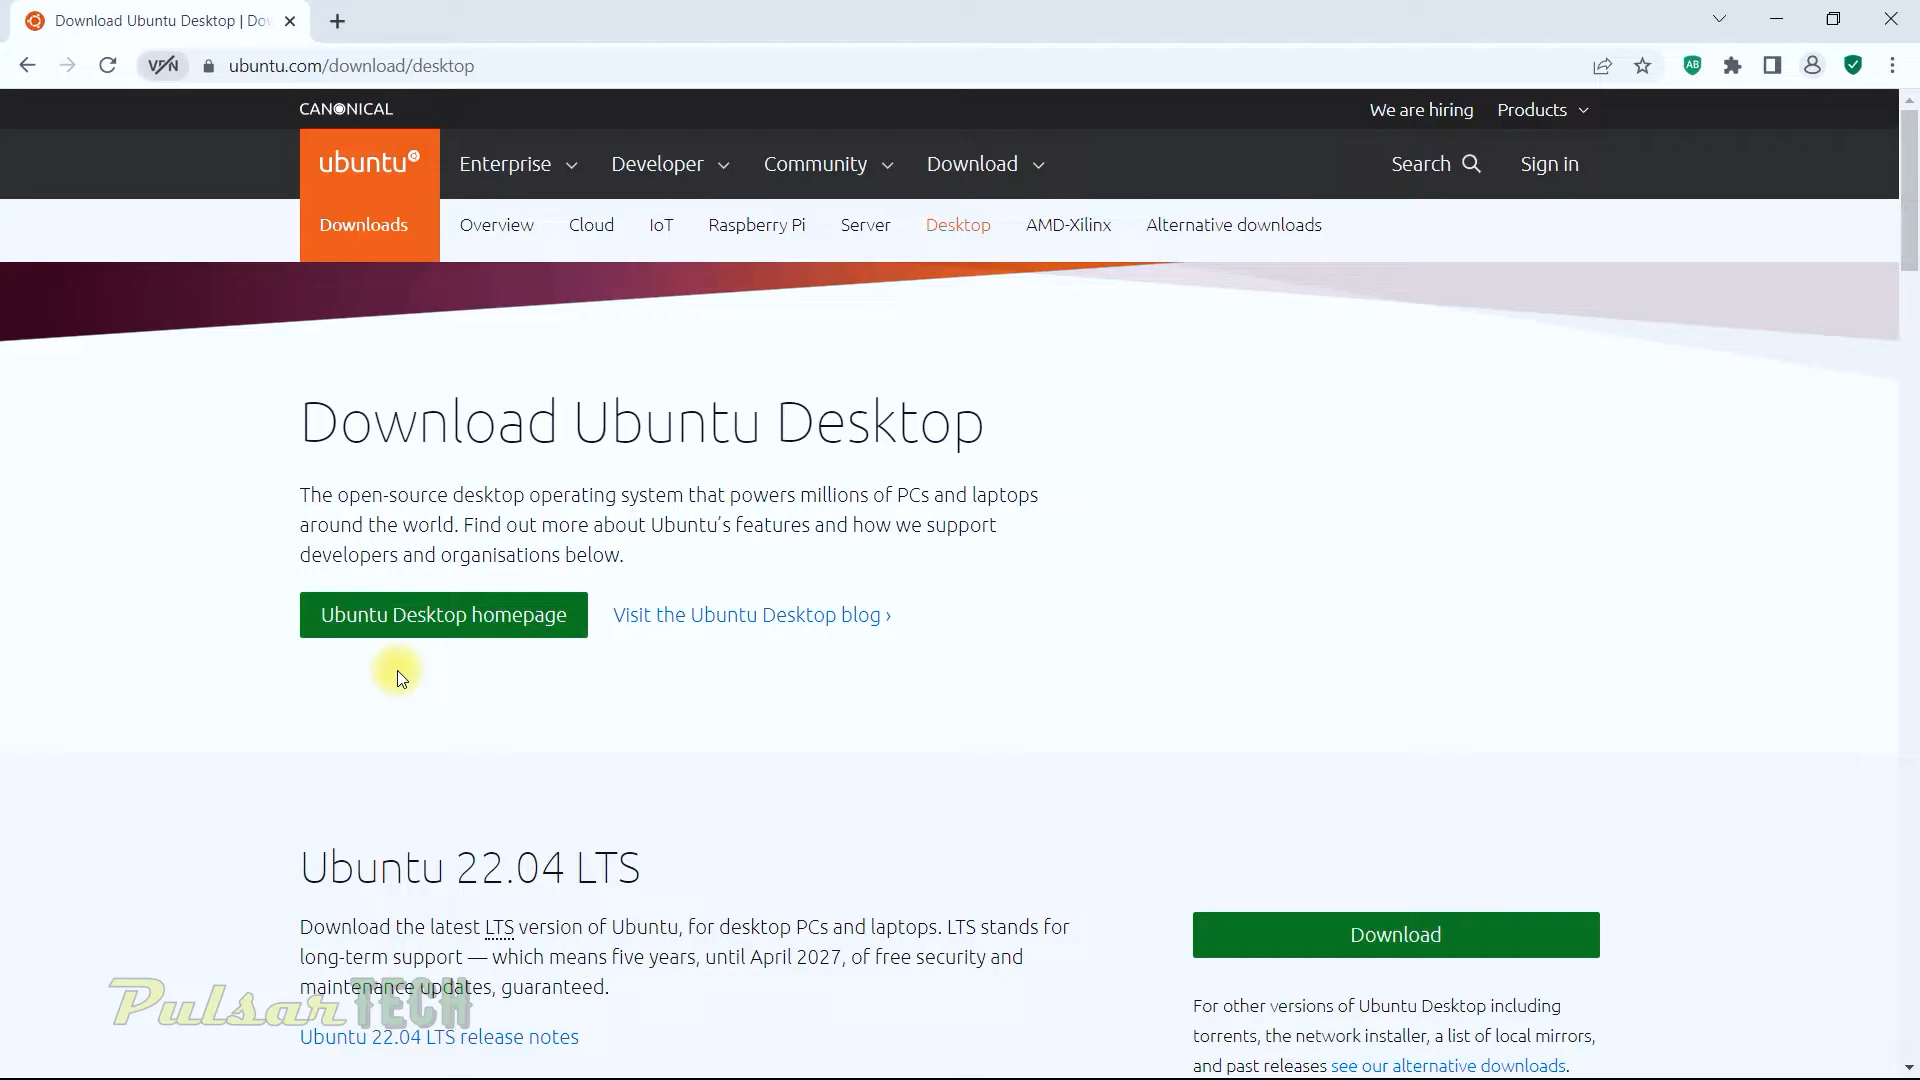 Download Ubuntu Desktop | Do
VPN
ubuntu.com/download/desktop
AB
CANONICAL
We are hiring
Products
ubuntu
Enterprise
Developer
Community
Download
Search
Sign in
Downloads
Overview
Cloud
IoT
Raspberry Pi
Server
Desktop
AMD-Xilinx
Alternative downloads
Download Ubuntu Desktop
The open-source desktop operating system that powers millions of PCs and laptops
around the world. Find out more about Ubuntu’s features and how we support
developers and organisations below.
Ubuntu Desktop homepage
Visit the Ubuntu Desktop blog ›
Ubuntu 22.04 LTS
Download the latest LTS version of Ubuntu, for desktop PCs and laptops. LTS stands for
long-term support — which means five years, until April 2027, of free security and
maintenance updates, guaranteed.
Ubuntu 22.04 LTS release notes
Download
For other versions of Ubuntu Desktop including
torrents, the network installer, a list of local mirrors,
and past releases see our alternative downloads.
Pulsar TECH